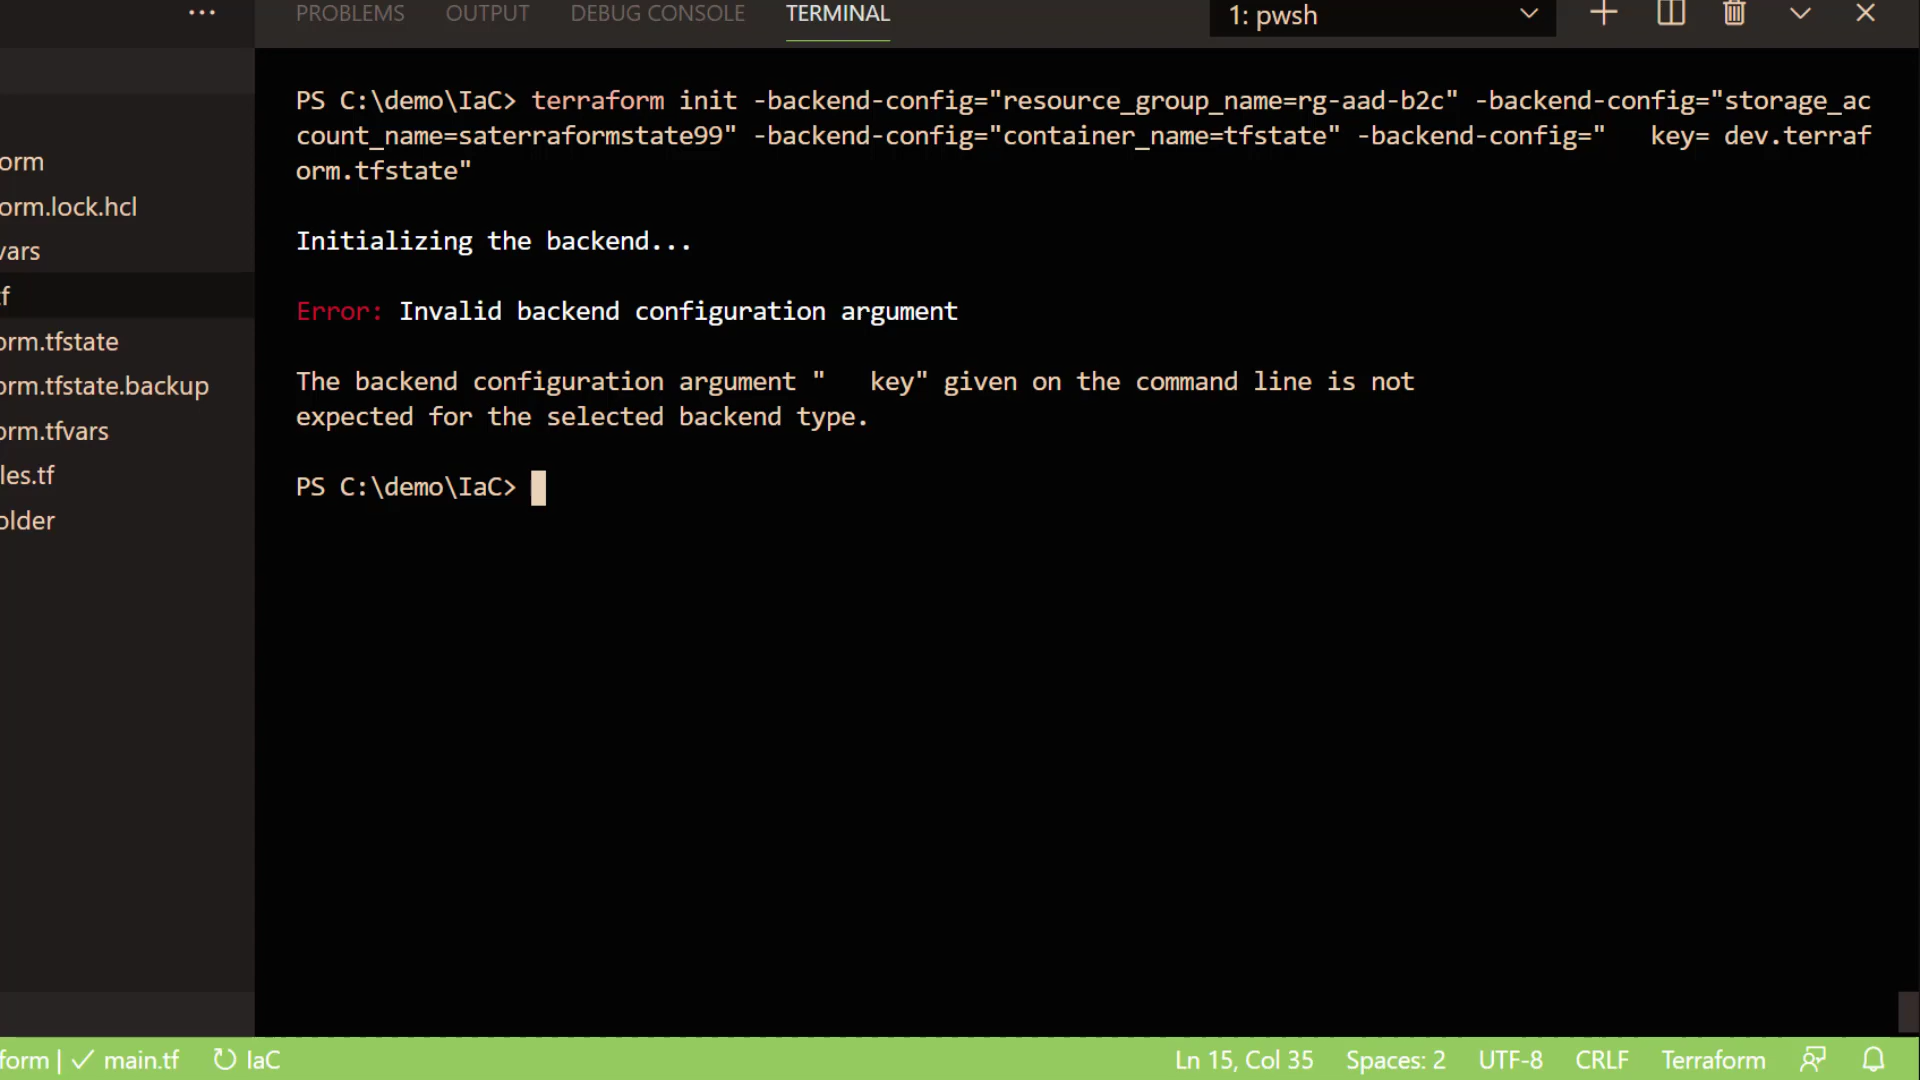 PROBLEMS OUTPUT DEBUG CONSOLE TERMINAL 1: pwsh
PS C:\demo\IaC> terraform init -backend-config="resource_group_name=rg-aad-b2c" -backend-config="storage_ac
count_name=saterraformstate99" -backend-config="container_name=tfstate" -backend-config="   key= dev.terraf
orm.tfstate"
Initializing the backend...
Error: Invalid backend configuration argument
The backend configuration argument "   key" given on the command line is not
expected for the selected backend type.
PS C:\demo\IaC>
orm
orm.lock.hcl
vars
f
orm.tfstate
orm.tfstate.backup
orm.tfvars
les.tf
older
form | ✓ main.tf IaC Ln 15, Col 35 Spaces: 2 UTF-8 CRLF Terraform